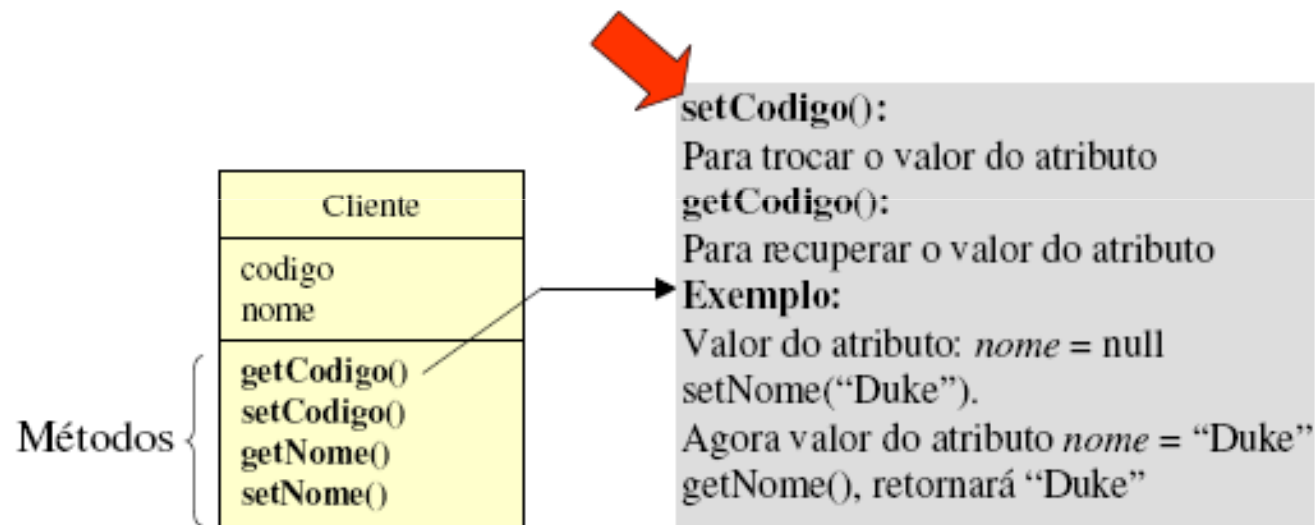 Cliente
codigo
nome
Métodos
getCodigo()
setCodigo()
getNome()
setNome()
setCodigo():
Para trocar o valor do atributo
getCodigo():
Para recuperar o valor do atributo
Exemplo:
Valor do atributo: nome = null
setNome(“Duke”).
Agora valor do atributo nome = “Duke”
getNome(), retornará “Duke”